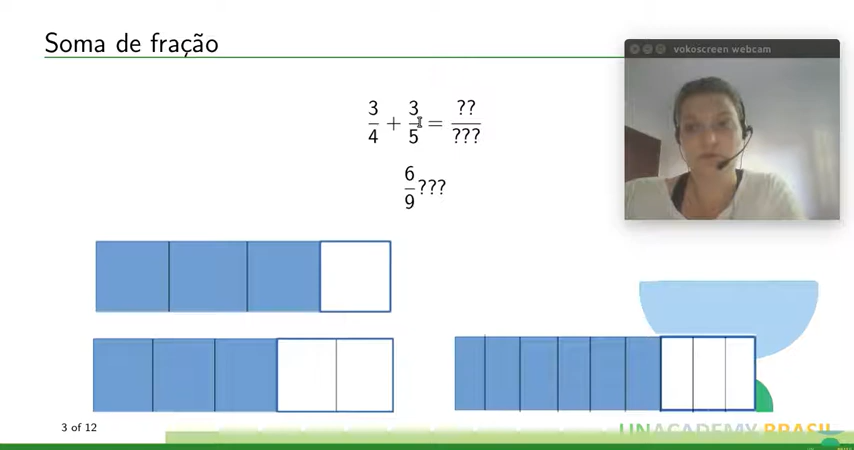 Soma de fração
vokoscreen webcam
3/4 + 3/5 = ??/???
6/9???
3 of 12
UNACADEMY BRASIL